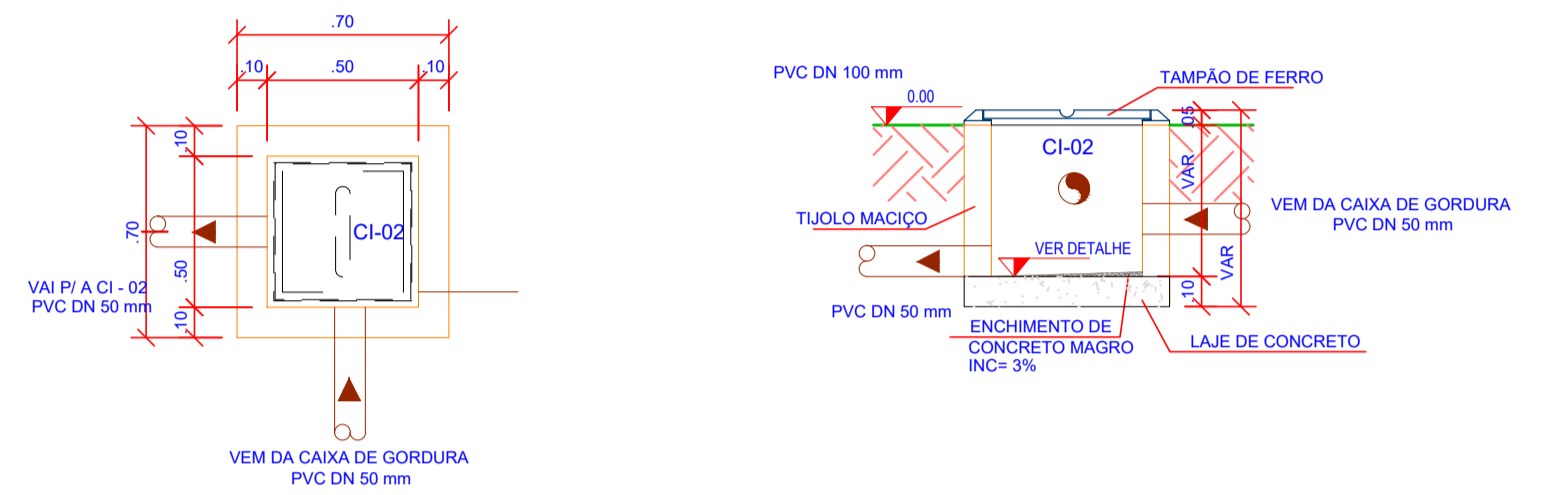 .70
.10
.50
.10
.10
.70
.50
.10
CI-02
VAI P/ A CI - 02
PVC DN 50 mm
VEM DA CAIXA DE GORDURA
PVC DN 50 mm
PVC DN 100 mm
0.00
TAMPÃO DE FERRO
.05
CI-02
VAR
TIJOLO MACIÇO
VEM DA CAIXA DE GORDURA
PVC DN 50 mm
VER DETALHE
VAR
.10
PVC DN 50 mm
ENCHIMENTO DE
CONCRETO MAGRO
INC= 3%
LAJE DE CONCRETO